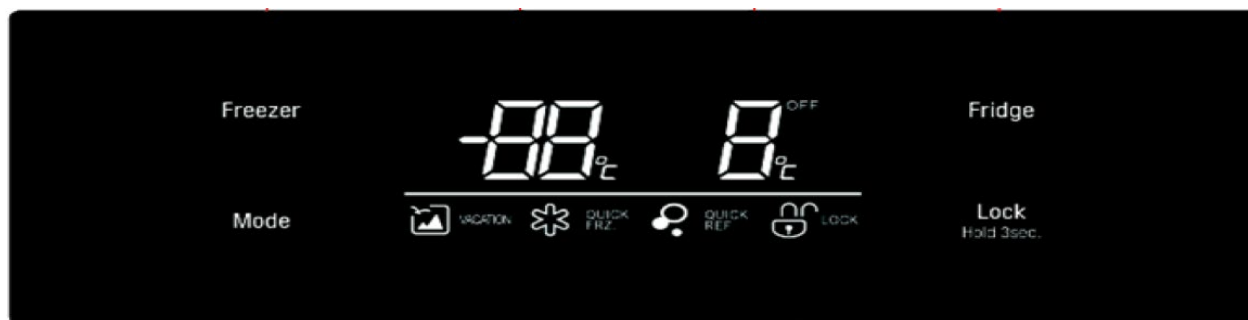 Freezer
-88°C
8°C
OFF
Fridge
Mode
VACATION
QUICK
FRZ.
QUICK
REF
LOCK
Lock
Hold 3sec.